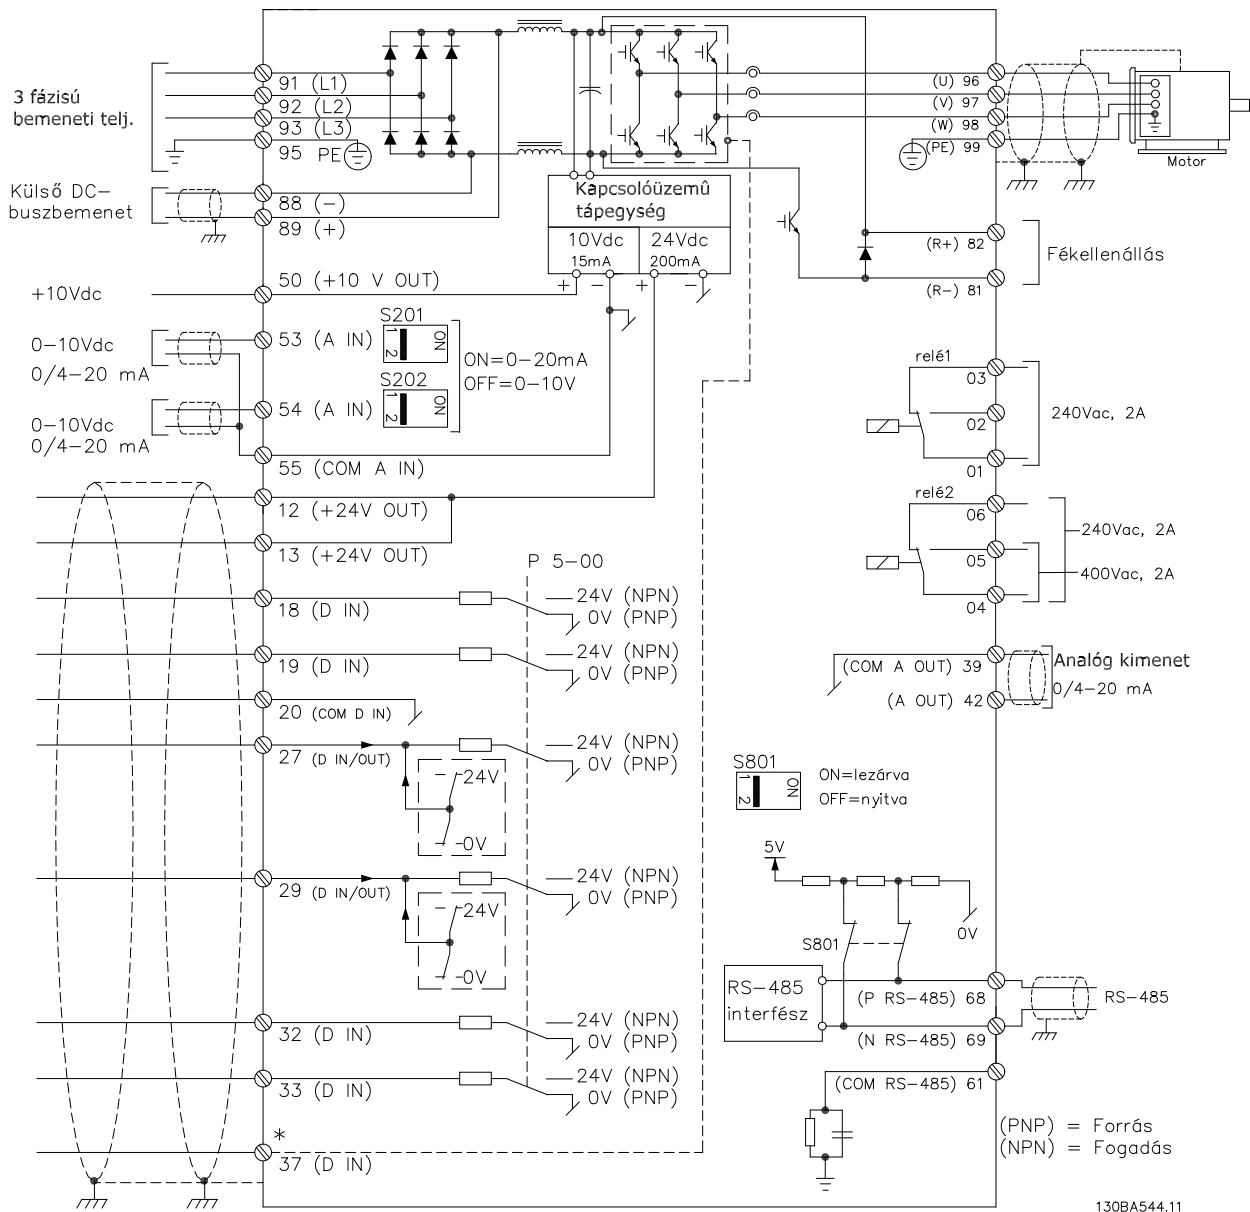 3 fázisú
bemeneti telj.
91 (L1)
92 (L2)
93 (L3)
95 PE
Külső DC-
buszbemenet
88 (-)
89 (+)
Kapcsolóüzemû
tápegység
10Vdc
15mA
24Vdc
200mA
+ - + -
(U) 96
(V) 97
(W) 98
(PE) 99
Motor
(R+) 82
Fékellenállás
(R-) 81
+10Vdc
50 (+10 V OUT)
0-10Vdc
0/4-20 mA
53 (A IN)
S201
1 2
ON
S202
1 2
ON
ON=0-20mA
OFF=0-10V
0-10Vdc
0/4-20 mA
54 (A IN)
55 (COM A IN)
12 (+24V OUT)
13 (+24V OUT)
P 5-00
18 (D IN)
24V (NPN)
0V (PNP)
19 (D IN)
24V (NPN)
0V (PNP)
20 (COM D IN)
27 (D IN/OUT)
24V (NPN)
0V (PNP)
24V
0V
29 (D IN/OUT)
24V (NPN)
0V (PNP)
24V
0V
32 (D IN)
24V (NPN)
0V (PNP)
33 (D IN)
24V (NPN)
0V (PNP)
*
37 (D IN)
relé1
03
02
01
240Vac, 2A
relé2
06
05
04
240Vac, 2A
400Vac, 2A
(COM A OUT) 39
(A OUT) 42
Analóg kimenet
0/4-20 mA
S801
1 2
ON
ON=lezárva
OFF=nyitva
5V
0V
S801
RS-485
interfész
(P RS-485) 68
(N RS-485) 69
RS-485
(COM RS-485) 61
(PNP) = Forrás
(NPN) = Fogadás
130BA544.11